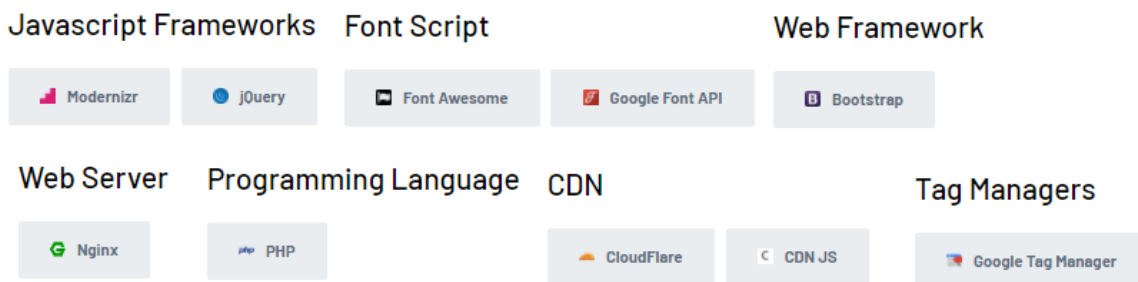 Javascript Frameworks
Font Script
Web Framework
Modernizr
jQuery
Font Awesome
Google Font API
B Bootstrap
Web Server
Programming Language
CDN
Tag Managers
G Nginx
php PHP
CloudFlare
C CDN JS
Google Tag Manager